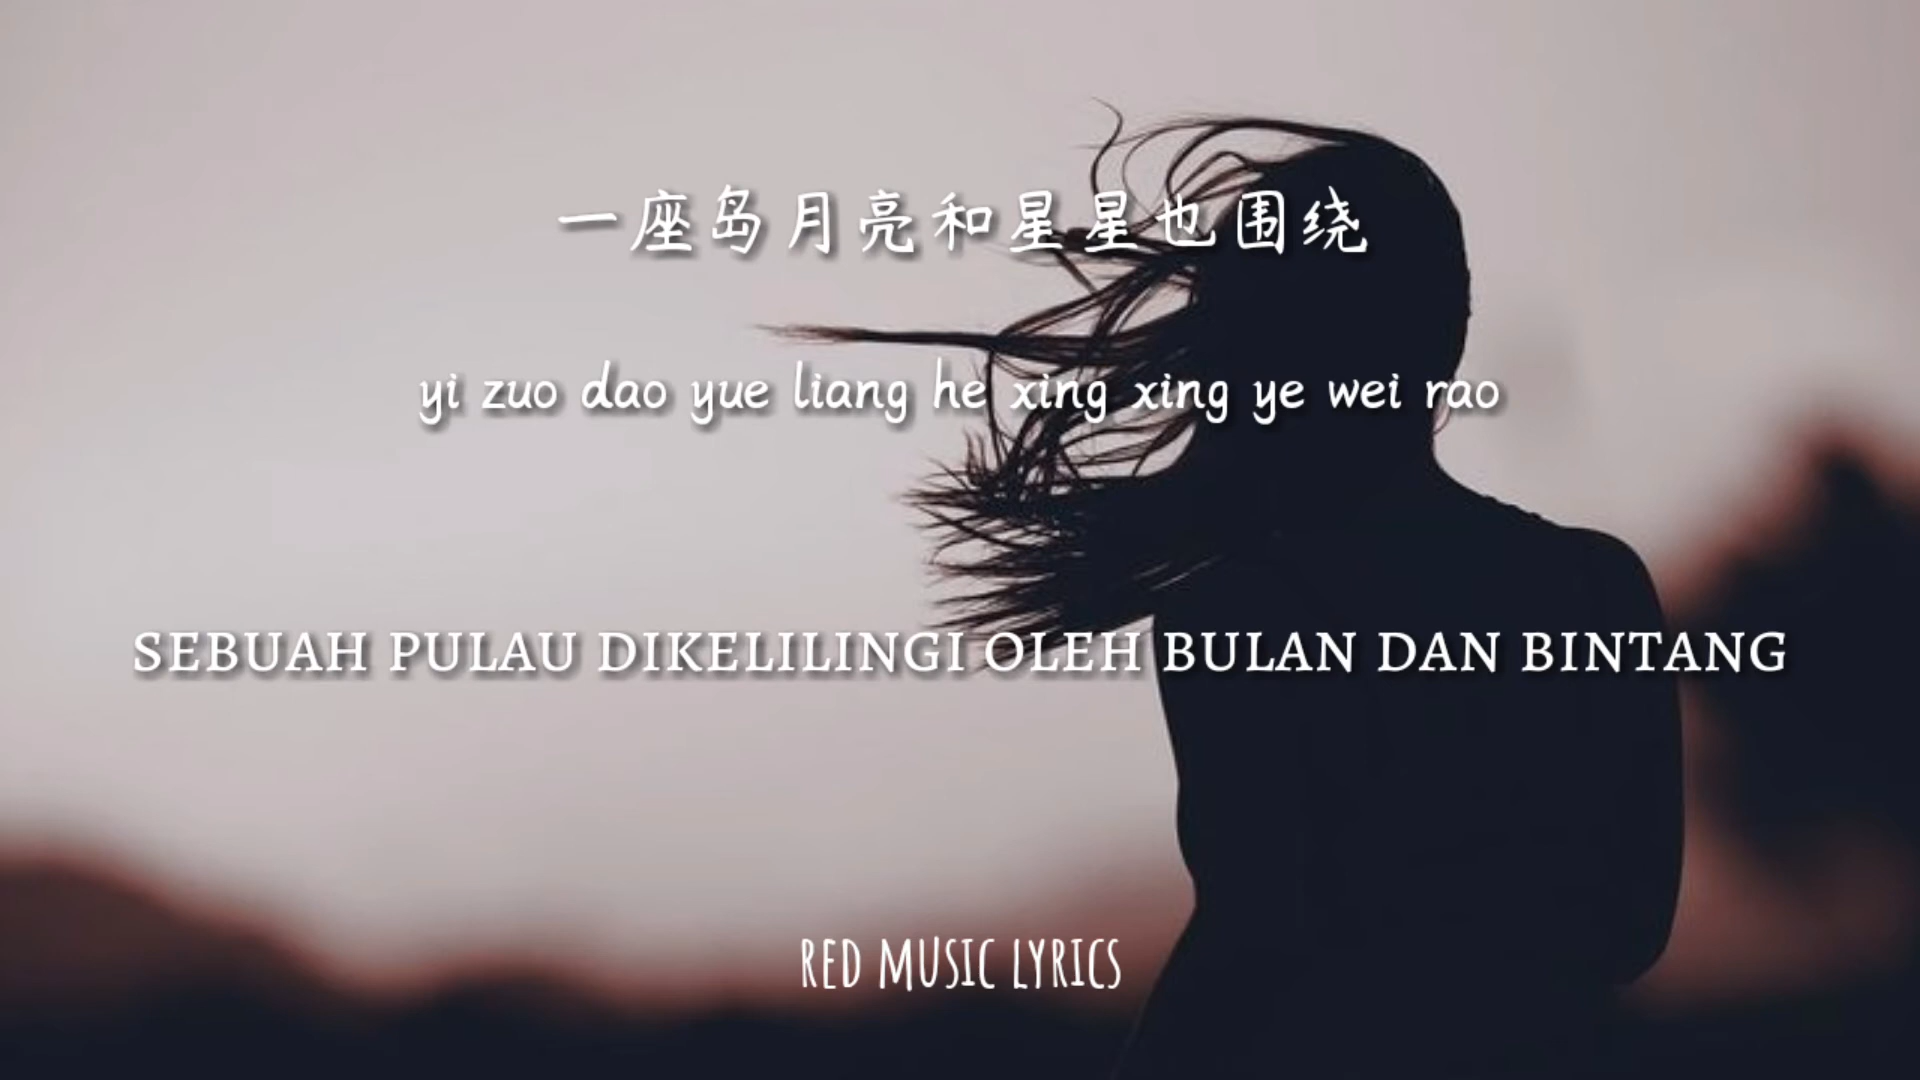 一座岛月亮和星星也围绕
yi zuo dao yue liang he xing xing ye wei rao
SEBUAH PULAU DIKELILINGI OLEH BULAN DAN BINTANG
RED MUSIC LYRICS